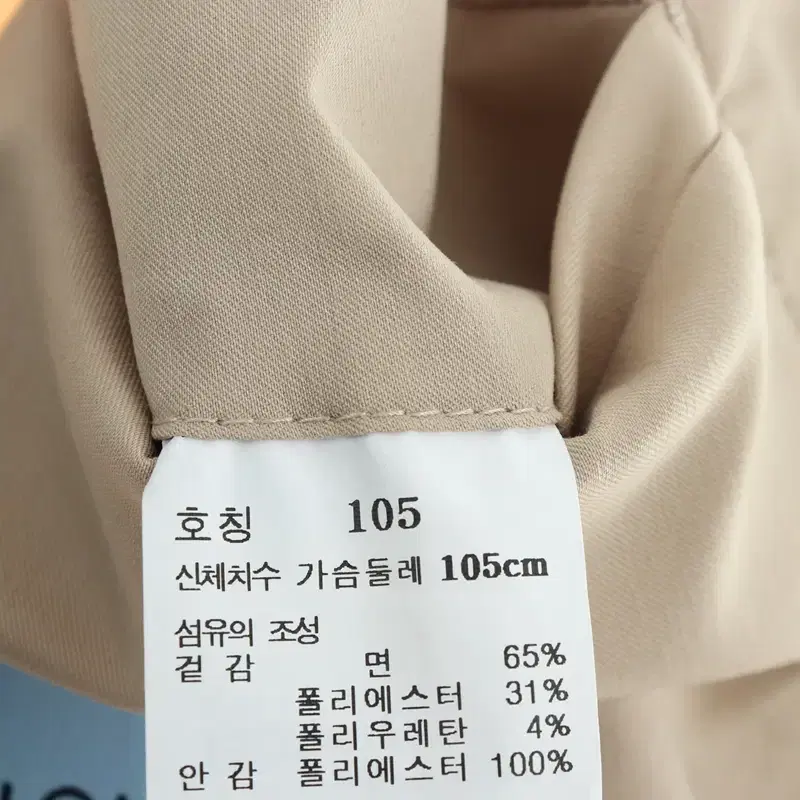 호칭 105
신체치수 가슴둘레 105cm
섬유의 조성
겉감 면 65%
폴리에스터 31%
폴리우레탄 4%
안감 폴리에스터 100%